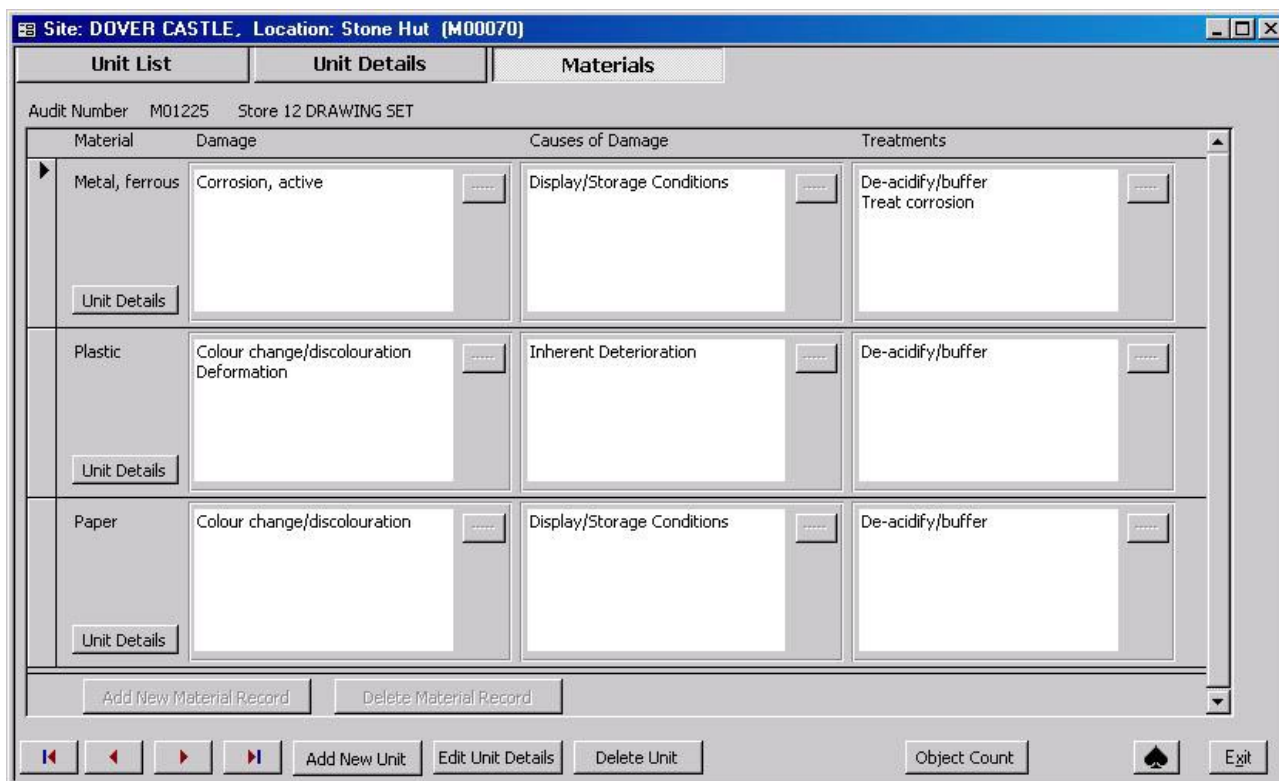 Site: DOVER CASTLE, Location: Stone Hut (M00070)
Unit List Unit Details Materials
Audit Number M01225 Store 12 DRAWING SET
Material Damage Causes of Damage Treatments
Metal, ferrous Corrosion, active ..... Display/Storage Conditions ..... De-acidify/buffer .....
Treat corrosion
Unit Details
Plastic Colour change/discolouration ..... Inherent Deterioration ..... De-acidify/buffer .....
Deformation
Unit Details
Paper Colour change/discolouration ..... Display/Storage Conditions ..... De-acidify/buffer .....
Unit Details
Add New Material Record Delete Material Record
Add New Unit Edit Unit Details Delete Unit Object Count Exit